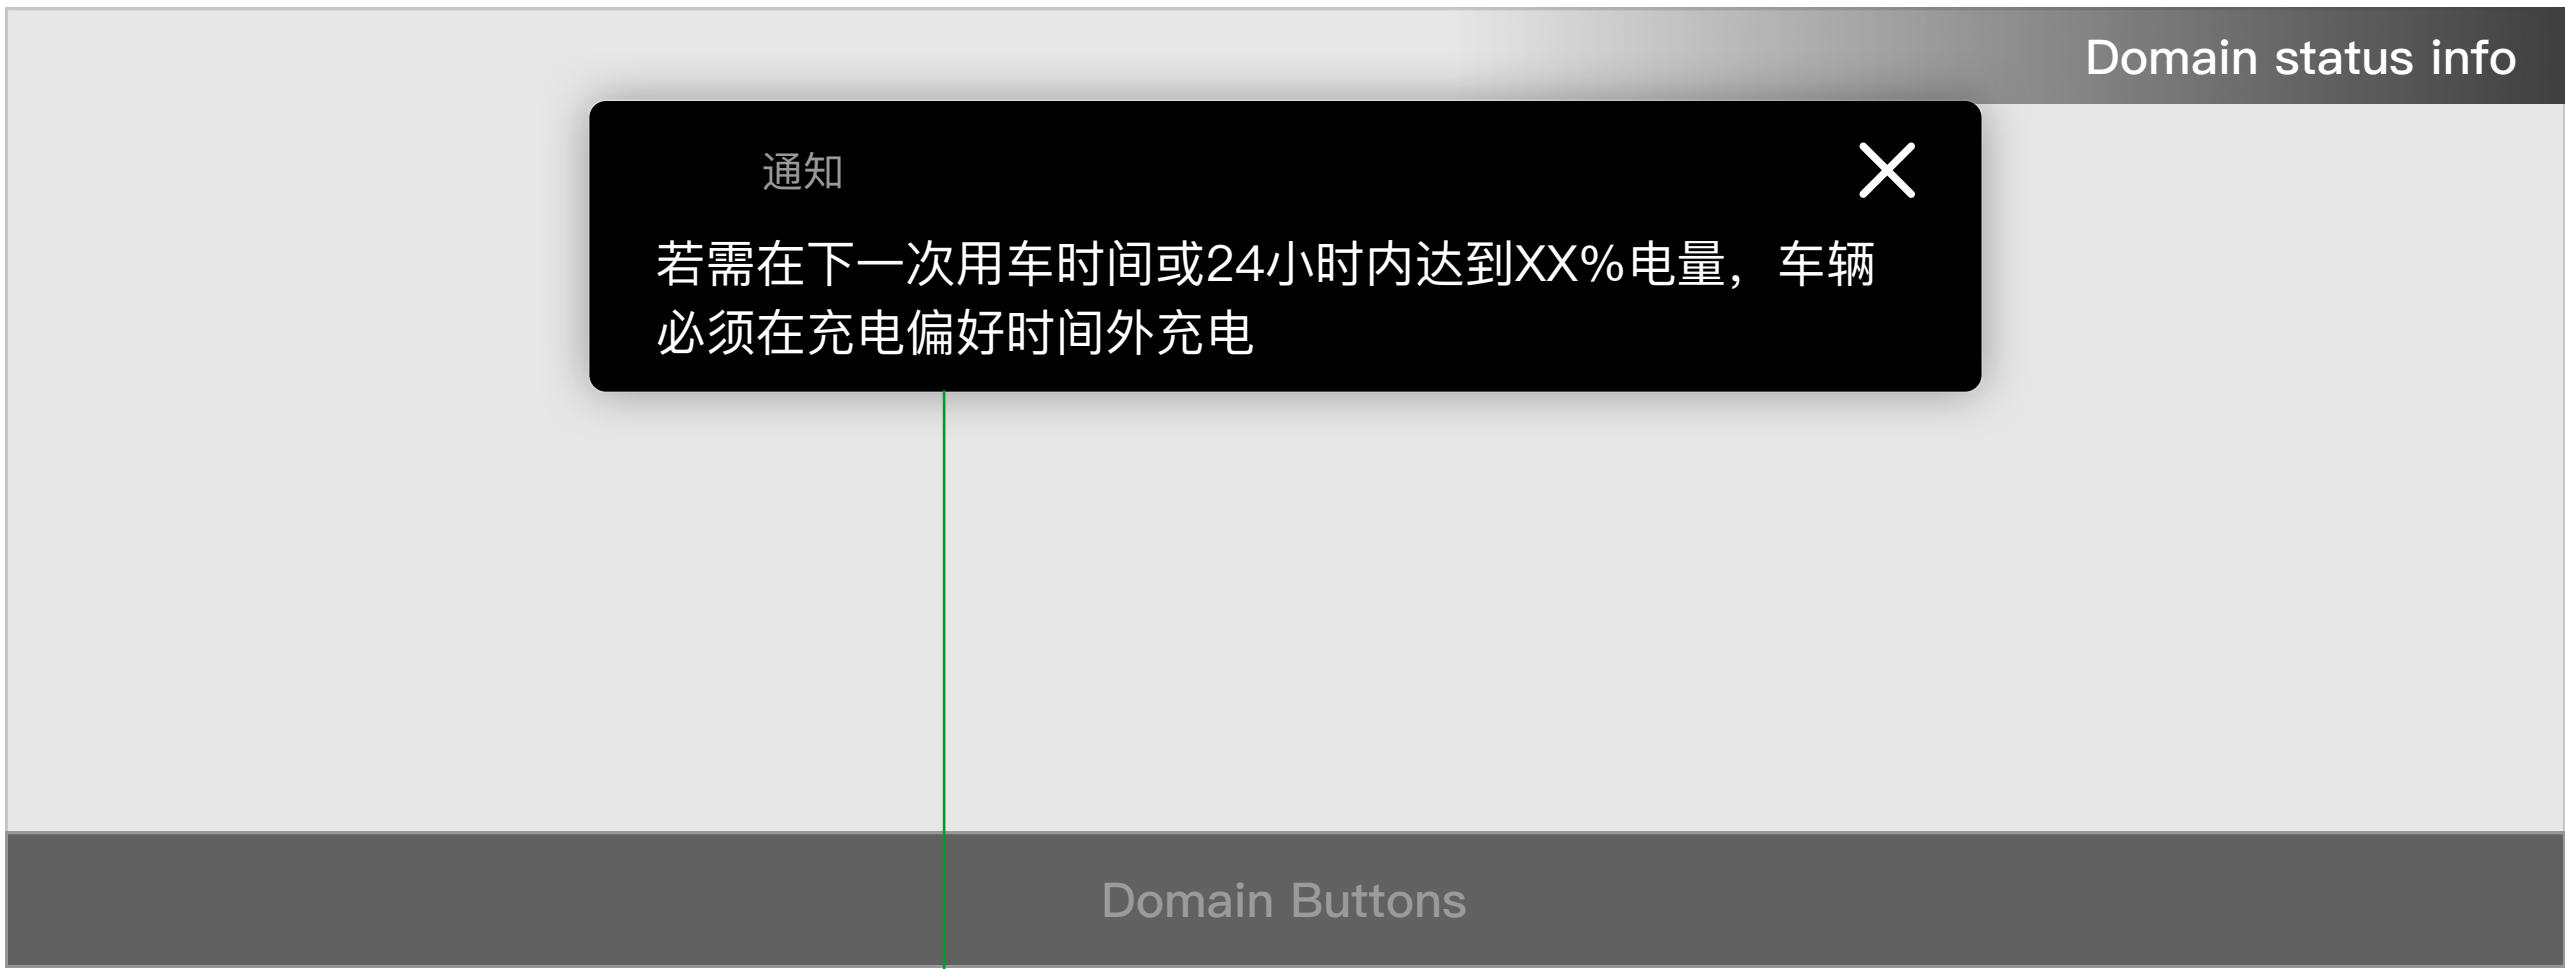 Domain status info
通知
若需在下一次用车时间或24小时内达到XX%电量，车辆
必须在充电偏好时间外充电
Domain Buttons